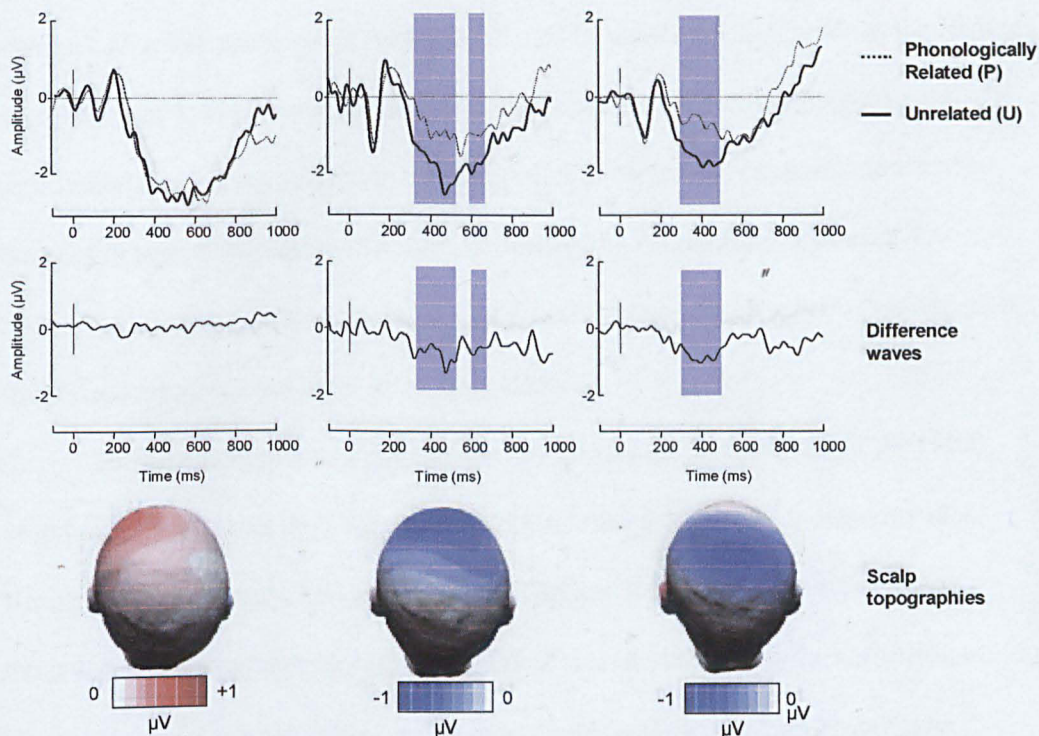 2
0
-2
Amplitude (µV)
0 200 400 600 800 1000
2
0
-2
0 200 400 600 800 1000
2
0
-2
0 200 400 600 800 1000
Phonologically
Related (P)
Unrelated (U)
2
0
-2
Amplitude (µV)
0 200 400 600 800 1000
Time (ms)
2
0
-2
0 200 400 600 800 1000
Time (ms)
2
0
-2
0 200 400 600 800 1000
Time (ms)
Difference
waves
Scalp
topographies
0 +1
µV
-1 0
µV
-1 0
µV
µV